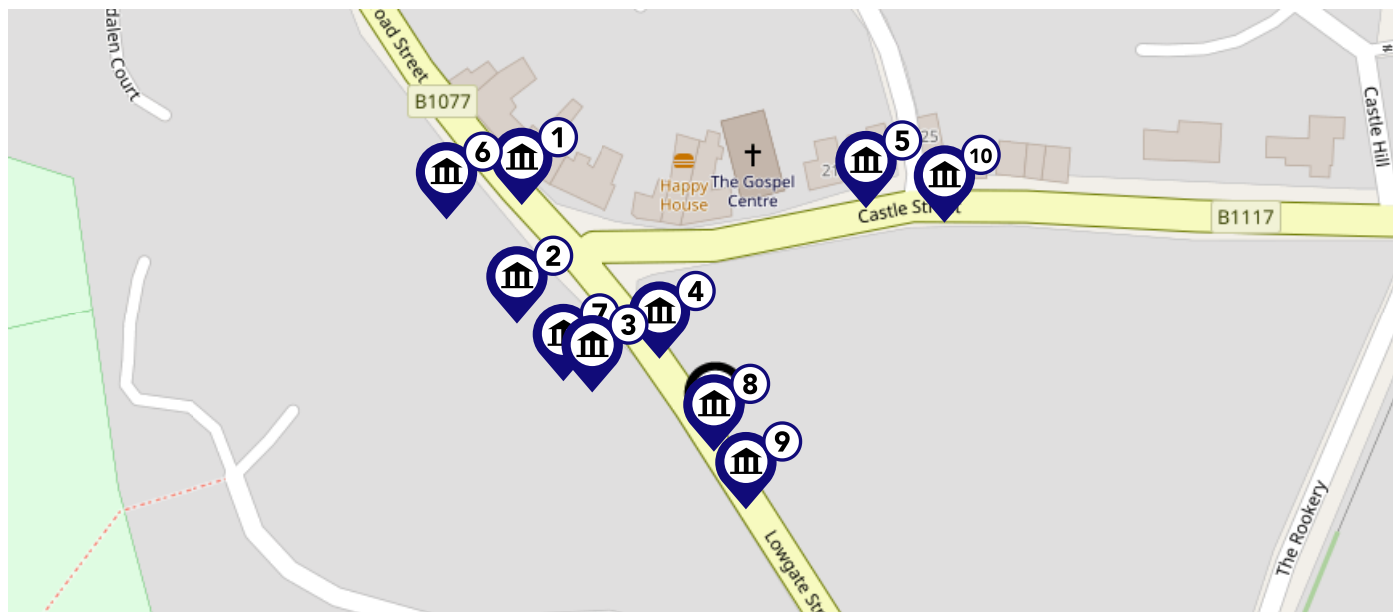 dalen Court
oad Street
B1077
1
6
5
25
10
21
Happy
House
The Gospel
Centre
Castle Street
B1117
Castle Hill
2
4
7
3
8
9
Lowgate Str
The Rookery